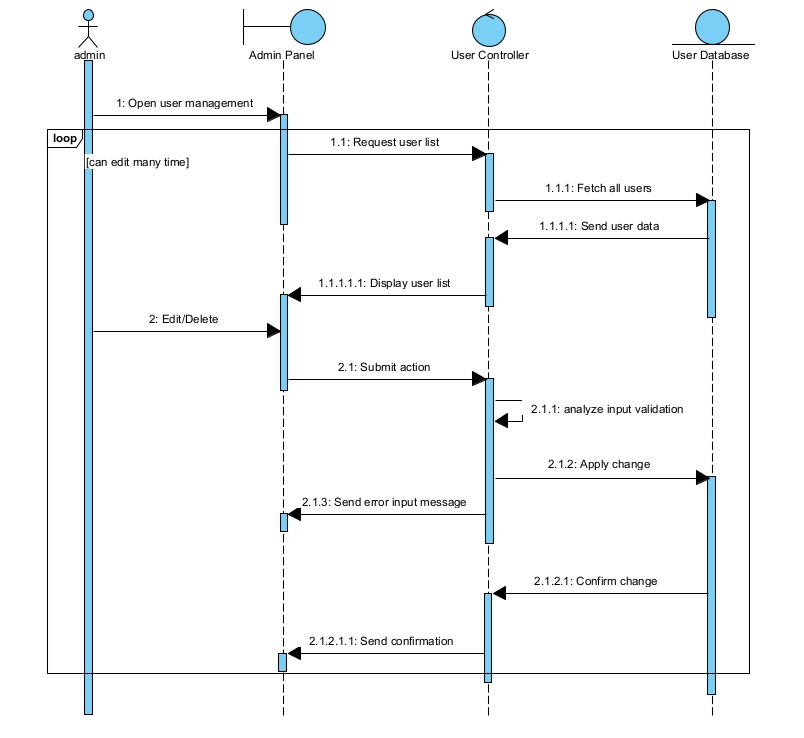 admin
Admin Panel
User Controller
User Database
1: Open user management
loop
[can edit many time]
1.1: Request user list
1.1.1: Fetch all users
1.1.1.1: Send user data
1.1.1.1.1: Display user list
2: Edit/Delete
2.1: Submit action
2.1.1: analyze input validation
2.1.2: Apply change
2.1.3: Send error input message
2.1.2.1: Confirm change
2.1.2.1.1: Send confirmation